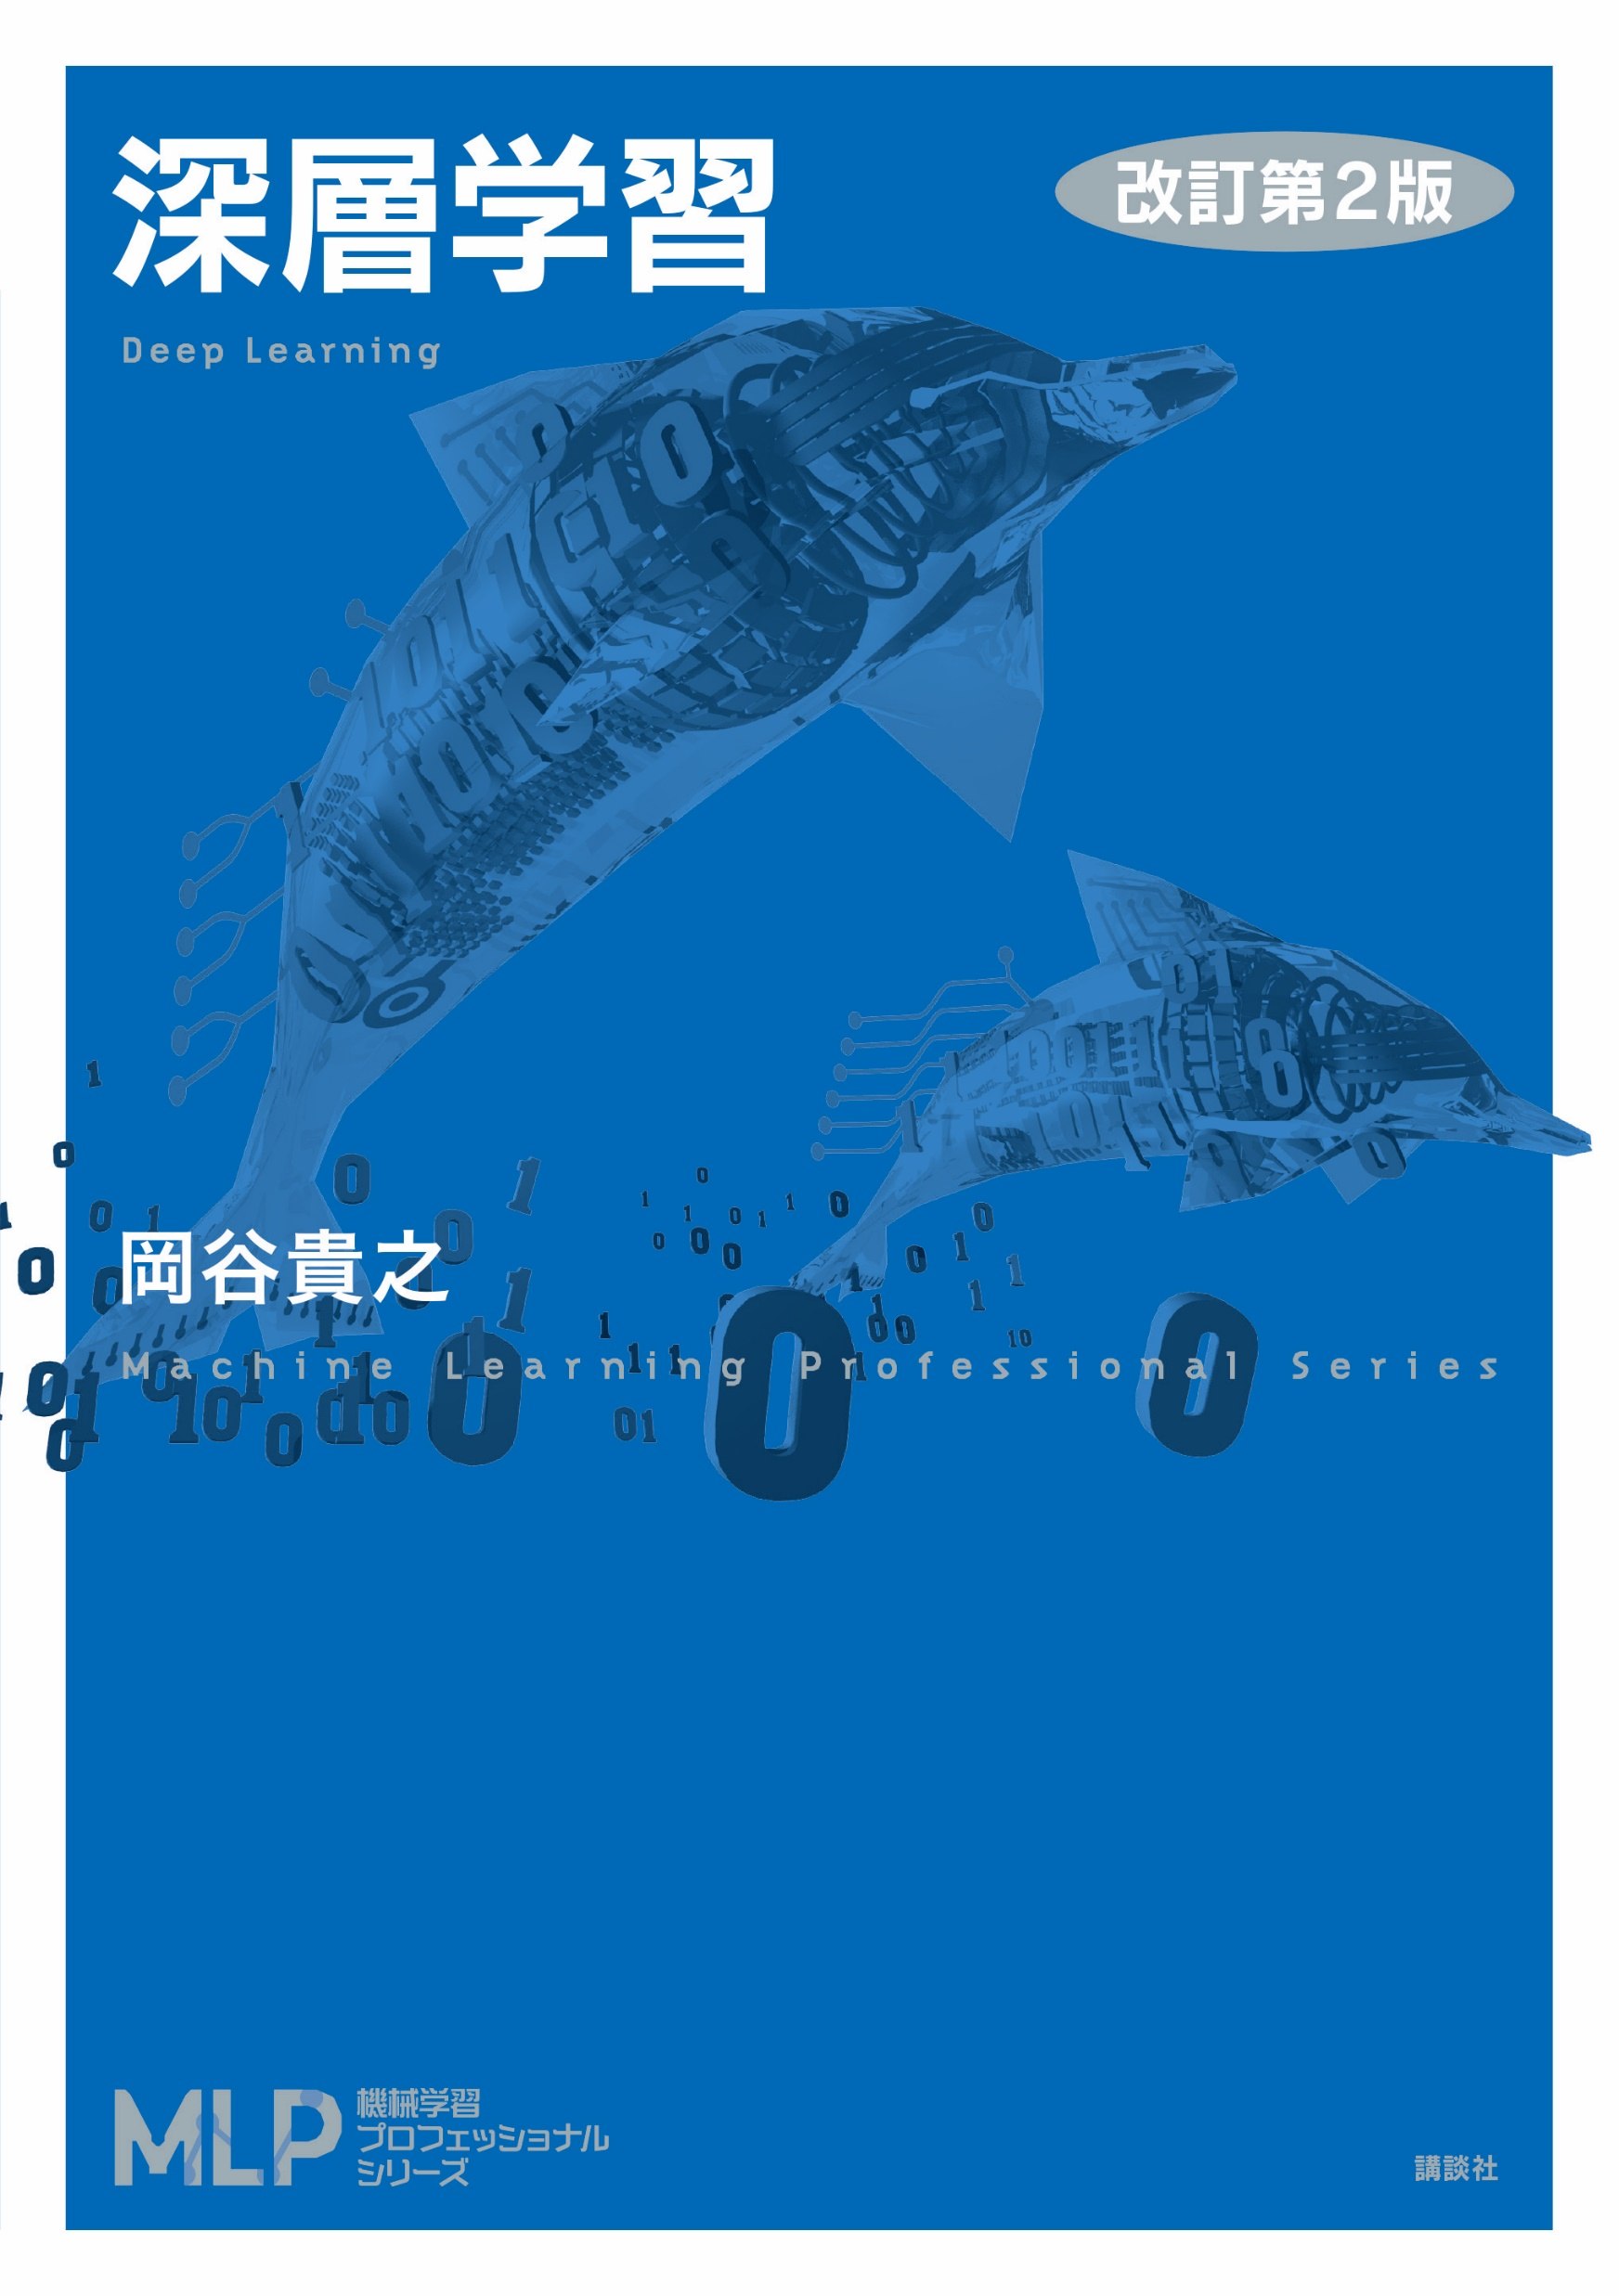 深層学習
改訂第2版
Deep Learning
岡谷貴之
Machine Learning Professional Series
MLP
機械学習
プロフェッショナル
シリーズ
講談社